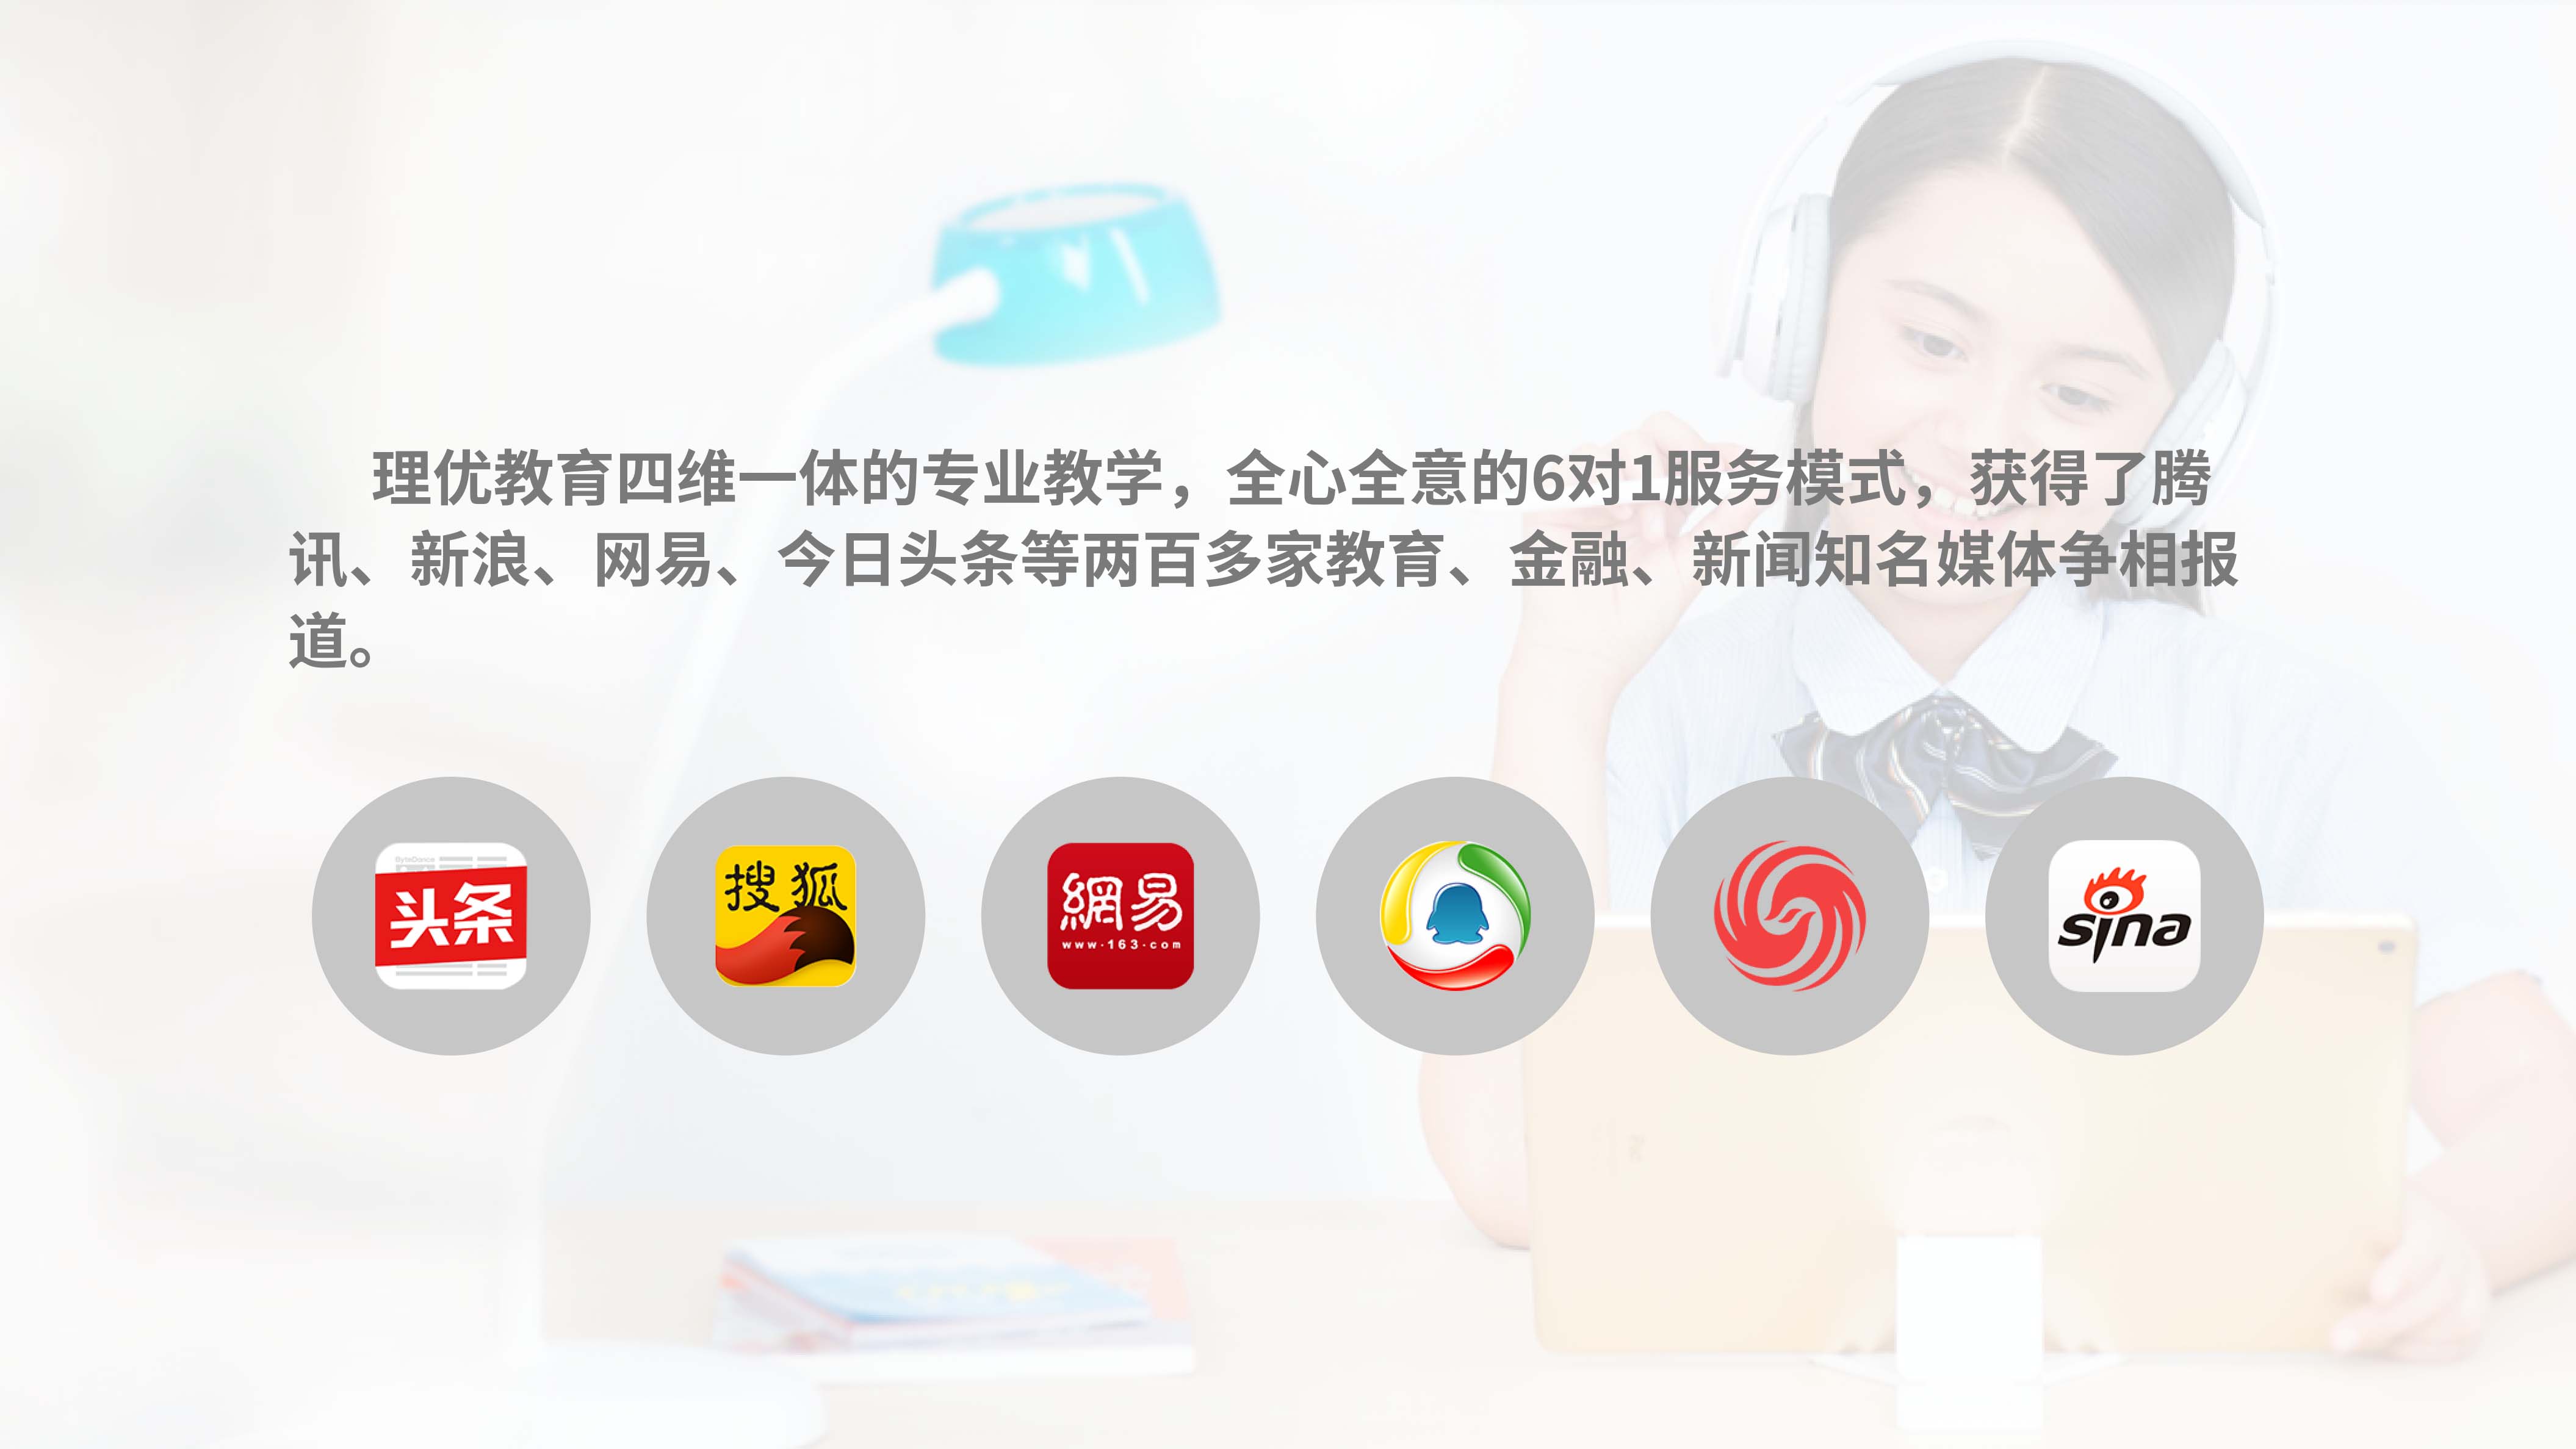 理优教育四维一体的专业教学，全心全意的6对1服务模式，获得了腾
讯、新浪、网易、今日头条等两百多家教育、金融、新闻知名媒体争相报
道。
ByteDance
头条
搜狐
網易
www·163·com
sina